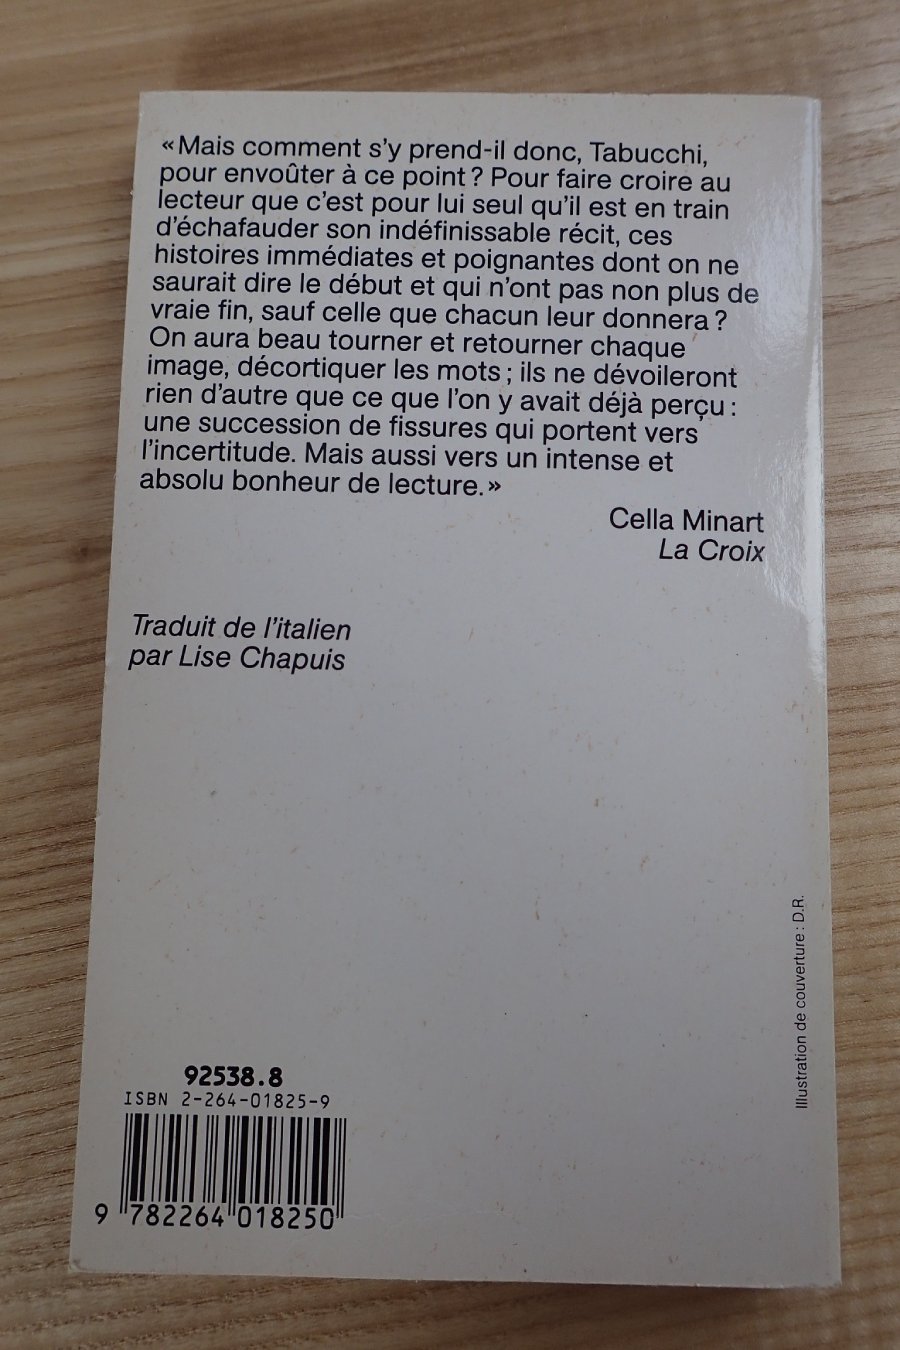 «Mais comment s'y prend-il donc, Tabucchi,
pour envoûter à ce point ? Pour faire croire au
lecteur que c'est pour lui seul qu'il est en train
d'échafauder son indéfinissable récit, ces
histoires immédiates et poignantes dont on ne
saurait dire le début et qui n'ont pas non plus de
vraie fin, sauf celle que chacun leur donnera ?
On aura beau tourner et retourner chaque
image, décortiquer les mots ; ils ne dévoileront
rien d'autre que ce que l'on y avait déjà perçu :
une succession de fissures qui portent vers
l'incertitude. Mais aussi vers un intense et
absolu bonheur de lecture.»
Cella Minart
La Croix
Traduit de l'italien
par Lise Chapuis
Illustration de couverture : D.R.
92538.8
ISBN 2-264-01825-9
9 782264 018250